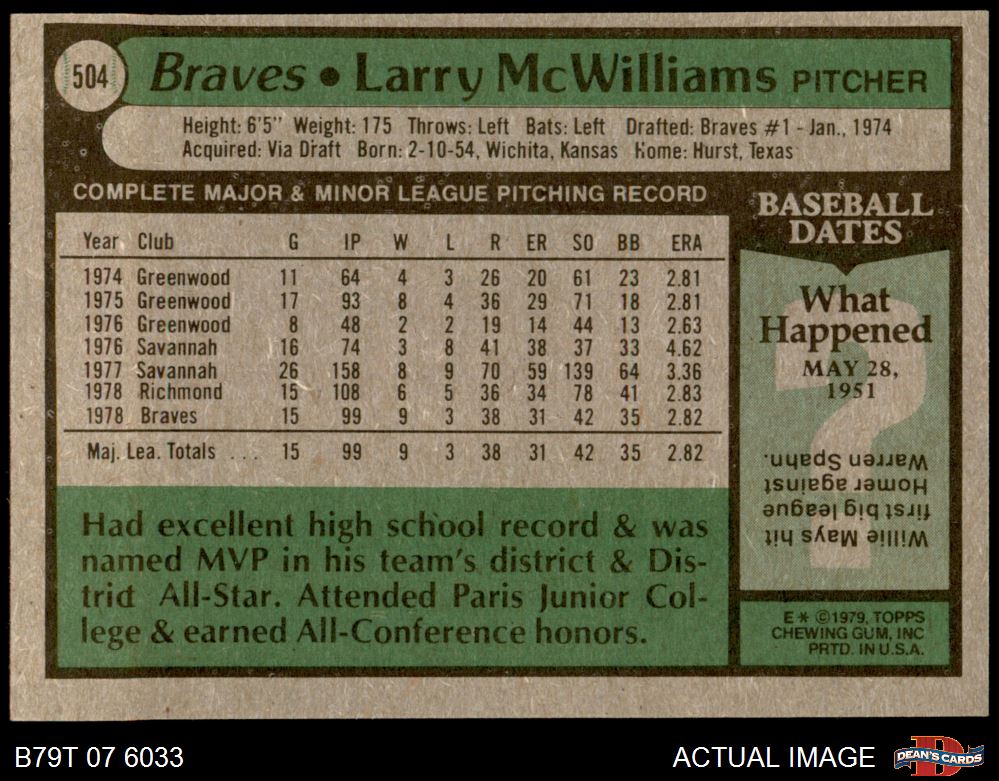 504 Braves • Larry McWilliams PITCHER
Height: 6'5" Weight: 175 Throws: Left Bats: Left Drafted: Braves #1 - Jan., 1974
Acquired: Via Draft Born: 2-10-54, Wichita, Kansas Home: Hurst, Texas
COMPLETE MAJOR & MINOR LEAGUE PITCHING RECORD
Year Club G IP W L R ER SO BB ERA
1974 Greenwood 11 64 4 3 26 20 61 23 2.81
1975 Greenwood 17 93 8 4 36 29 71 18 2.81
1976 Greenwood 8 48 2 2 19 14 44 13 2.63
1976 Savannah 16 74 3 8 41 38 37 33 4.62
1977 Savannah 26 158 8 9 70 59 139 64 3.36
1978 Richmond 15 108 6 5 36 34 78 41 2.83
1978 Braves 15 99 9 3 38 31 42 35 2.82
Maj. Lea. Totals . . . 15 99 9 3 38 31 42 35 2.82
Had excellent high school record & was
named MVP in his team's district & Dis-
trict All-Star. Attended Paris Junior Col-
lege & earned All-Conference honors.
BASEBALL
DATES
What
Happened
MAY 28,
1951
?
Willie Mays hit
first big league
Homer against
Warren Spahn.
E* ©1979, TOPPS
CHEWING GUM, INC
PRTD. IN U.S.A.
B79T 07 6033
ACTUAL IMAGE
D
DEAN'S CARDS